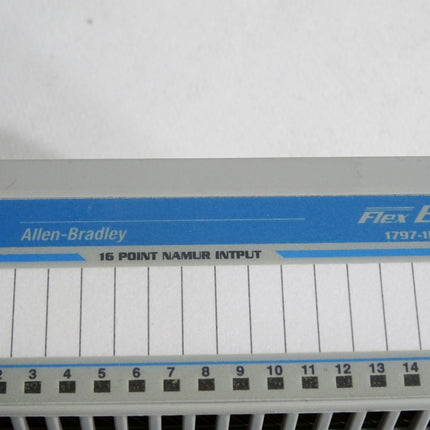 Flex
Allen-Bradley
1797-I
16 POINT NAMUR INTPUT
2 3 4 5 6 7 8 9 10 11 12 13 14